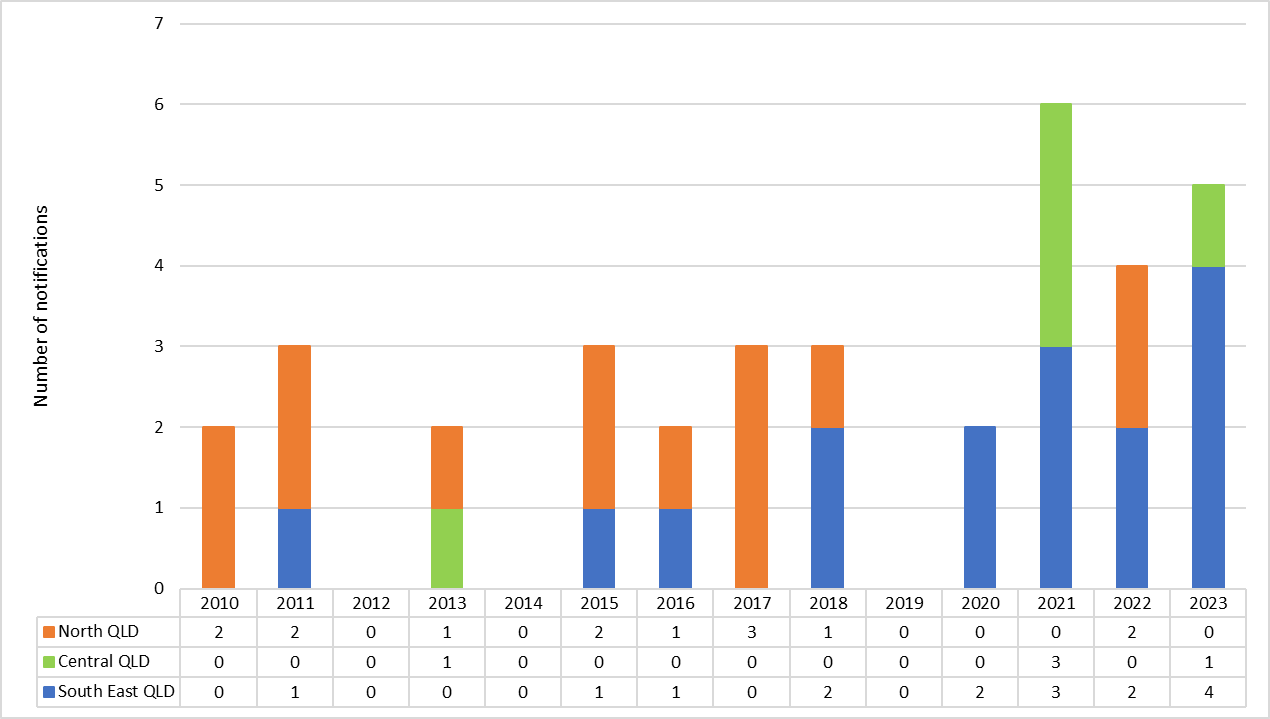 Number of notifications
7
6
5
4
3
2
1
0
2010 2011 2012 2013 2014 2015 2016 2017 2018 2019 2020 2021 2022 2023
North QLD 2 2 0 1 0 2 1 3 1 0 0 0 2 0
Central QLD 0 0 0 1 0 0 0 0 0 0 0 3 0 1
South East QLD 0 1 0 0 0 1 1 0 2 0 2 3 2 4